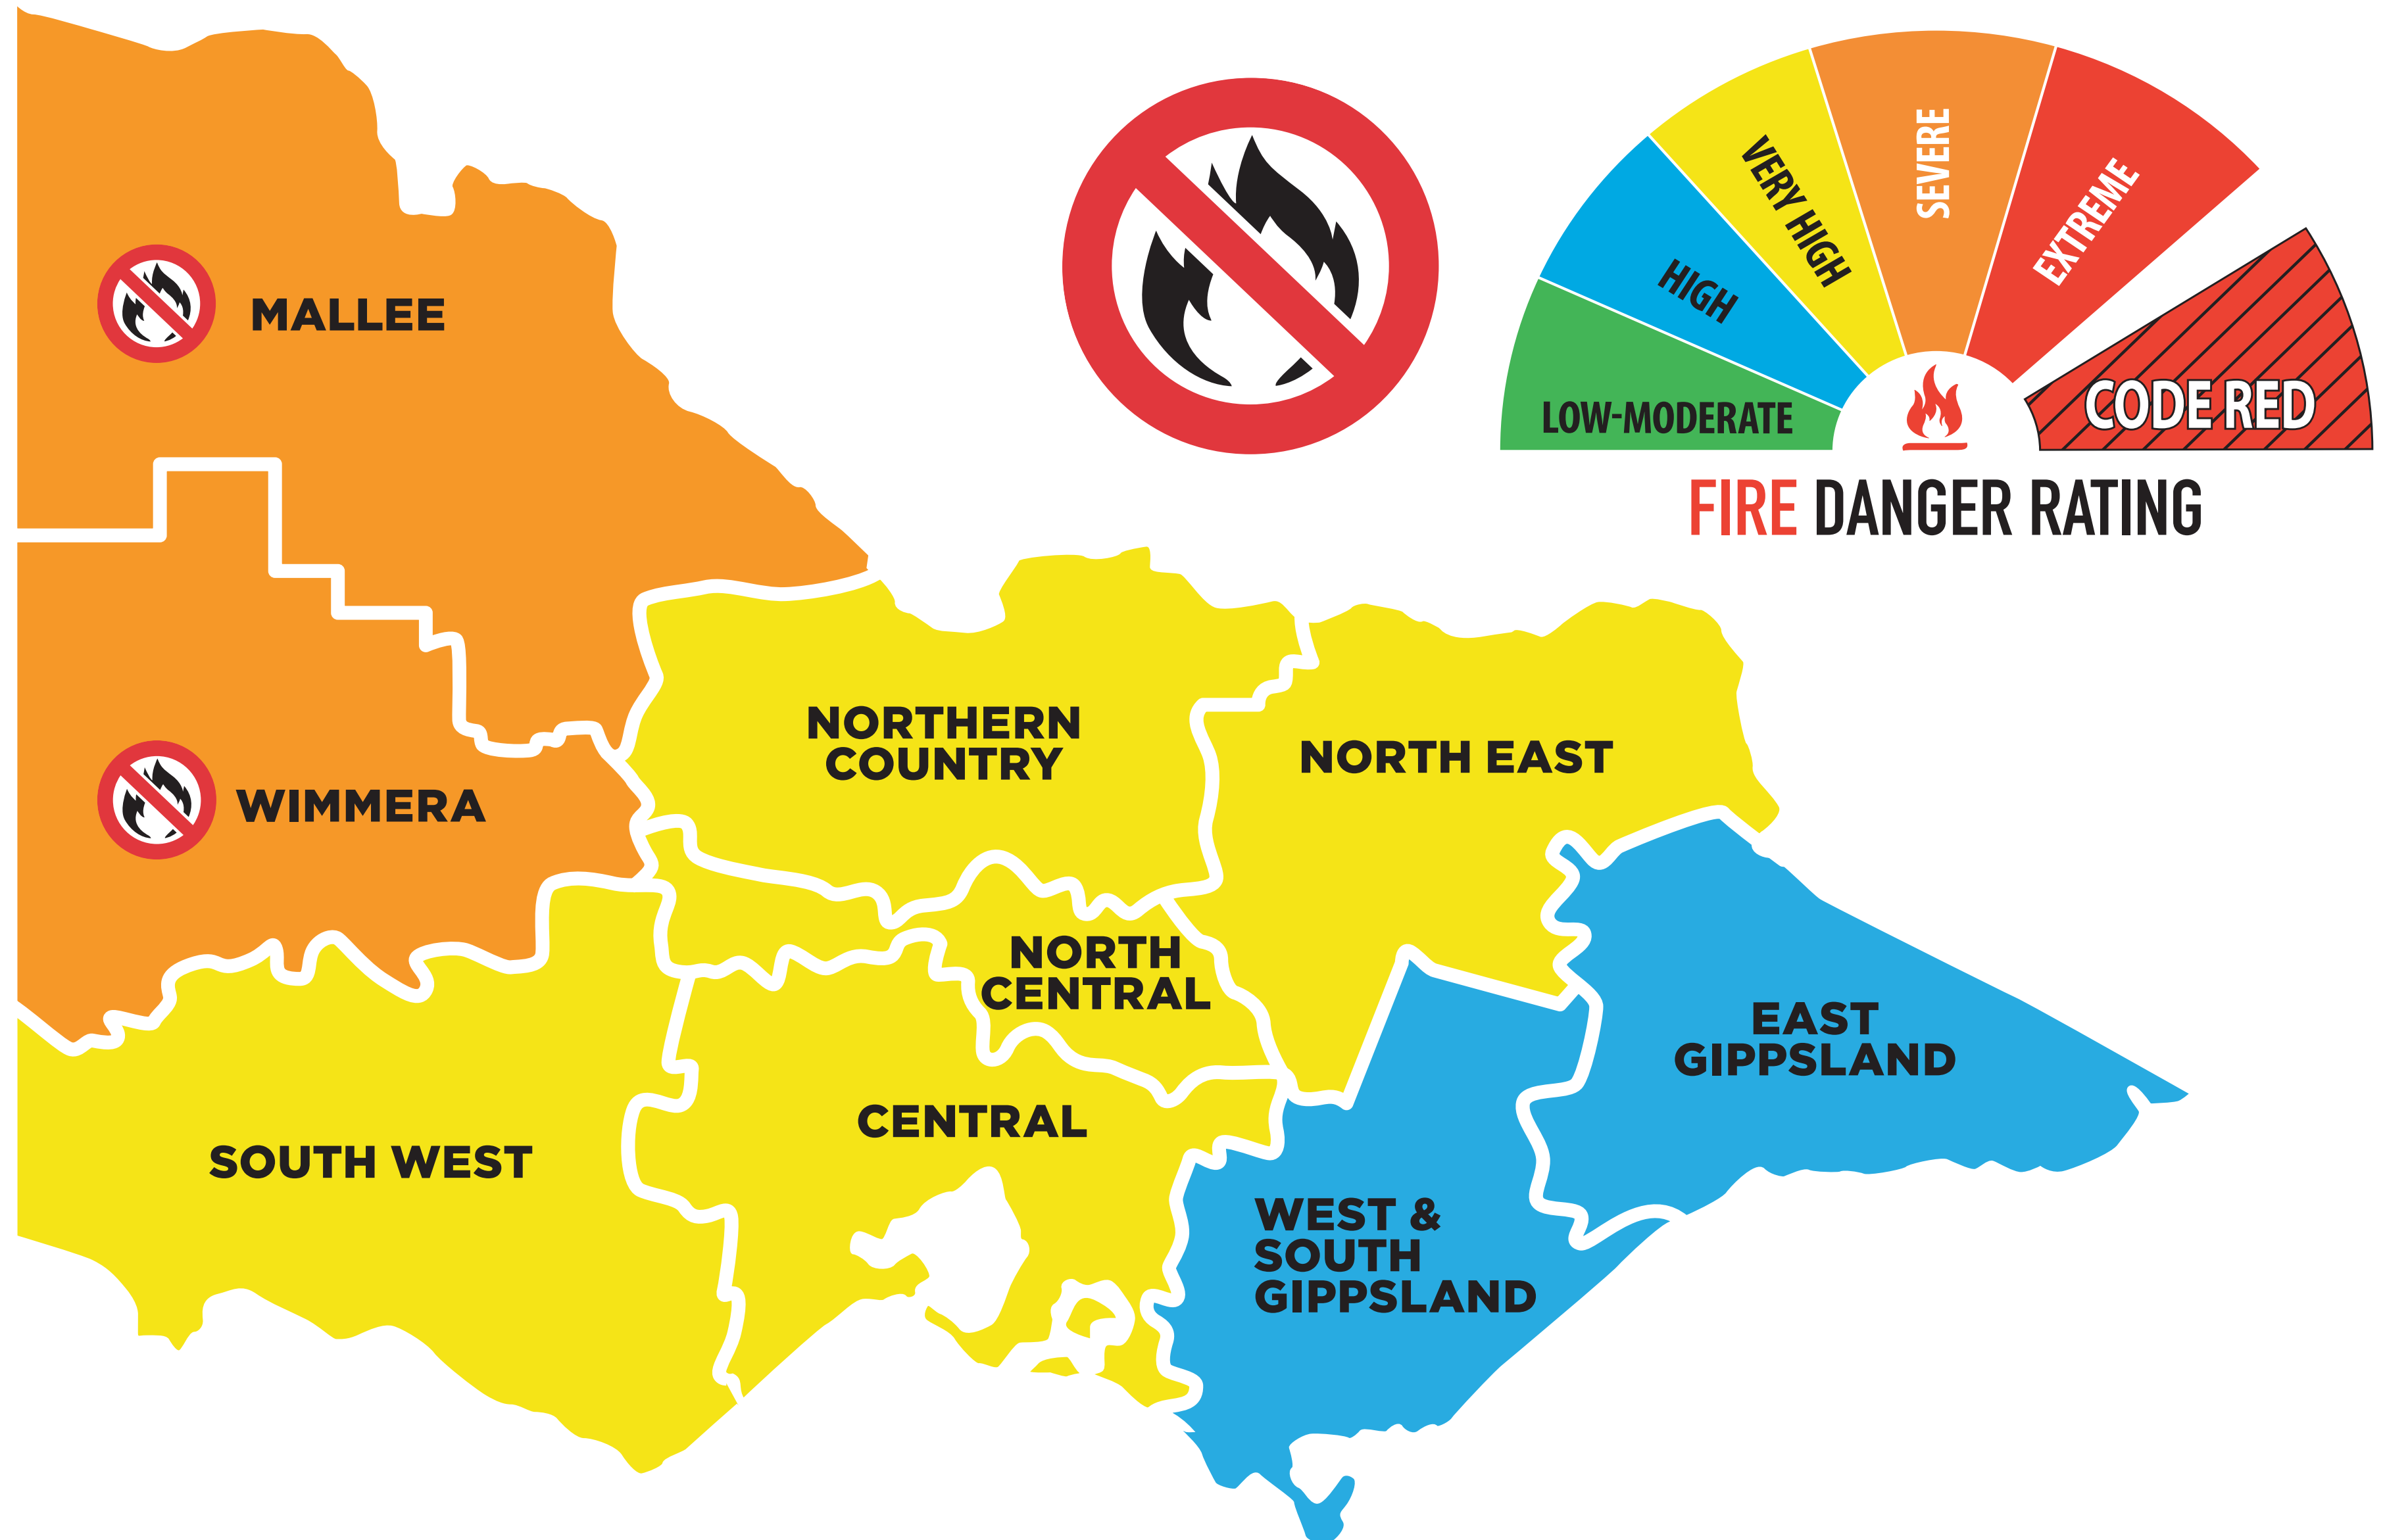 LOW-MODERATE
HIGH
VERY HIGH
SEVERE
EXTREME
CODE RED
FIRE DANGER RATING
MALLEE
WIMMERA
NORTHERN
COUNTRY
NORTH EAST
NORTH
CENTRAL
EAST
GIPPSLAND
CENTRAL
SOUTH WEST
WEST &
SOUTH
GIPPSLAND